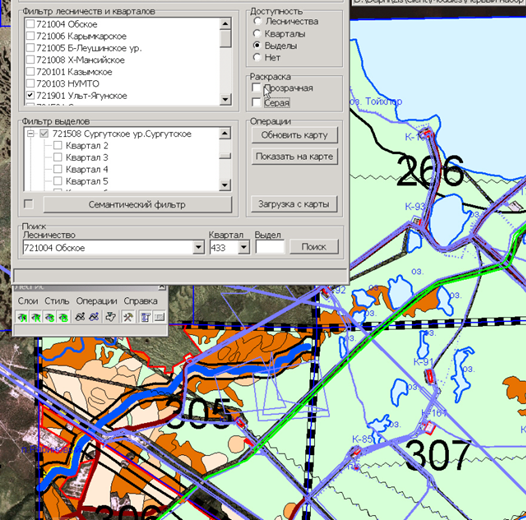 Фильтр лесничеств и кварталов
721004 Обское
721006 Карымкарское
721005 Б-Леушинское ур.
721008 Х-Мансийское
720101 Казымское
720103 НУМТО
721901 Ульт-Ягунское
Доступность
Лесничества
Кварталы
Выделы
Нет
Раскраска
Прозрачная
Серая
Фильтр выделов
721508 Сургутское ур.Сургутское
Квартал 2
Квартал 3
Квартал 4
Квартал 5
Семантический фильтр
Операции
Обновить карту
Показать на карте
Загрузка с карты
Поиск
Лесничество
Квартал
Выдел
721004 Обское
433
Поиск
Слои Стиль Операции Справка
266
К-93
оз.
оз.
оз.
К-91
оз.
305
К-85
307